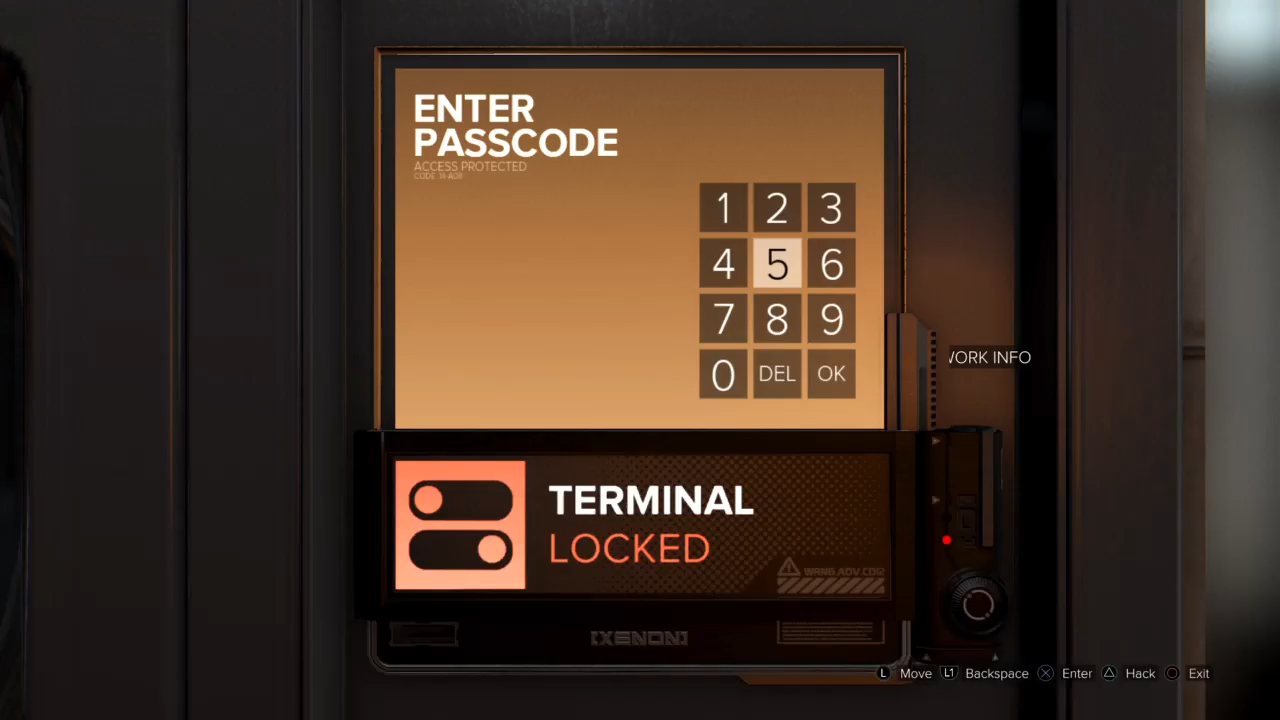 ENTER
PASSCODE
ACCESS PROTECTED
1 2 3
4 5 6
7 8 9
0 DEL OK
WORK INFO
TERMINAL
LOCKED
[XENON]
L Move L1 Backspace Enter Hack Exit